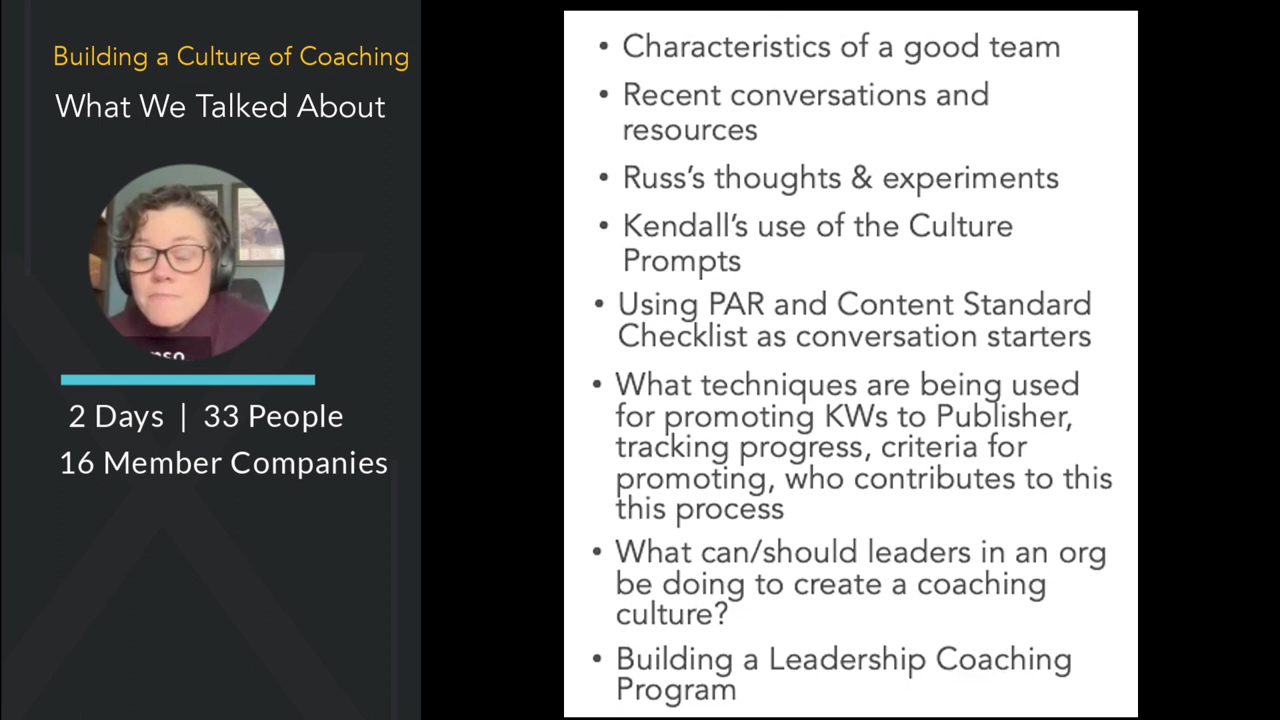 Building a Culture of Coaching
What We Talked About
2 Days | 33 People
16 Member Companies
• Characteristics of a good team
• Recent conversations and
resources
• Russ's thoughts & experiments
• Kendall's use of the Culture
Prompts
• Using PAR and Content Standard
Checklist as conversation starters
• What techniques are being used
for promoting KWs to Publisher,
tracking progress, criteria for
promoting, who contributes to this
this process
• What can/should leaders in an org
be doing to create a coaching
culture?
• Building a Leadership Coaching
Program